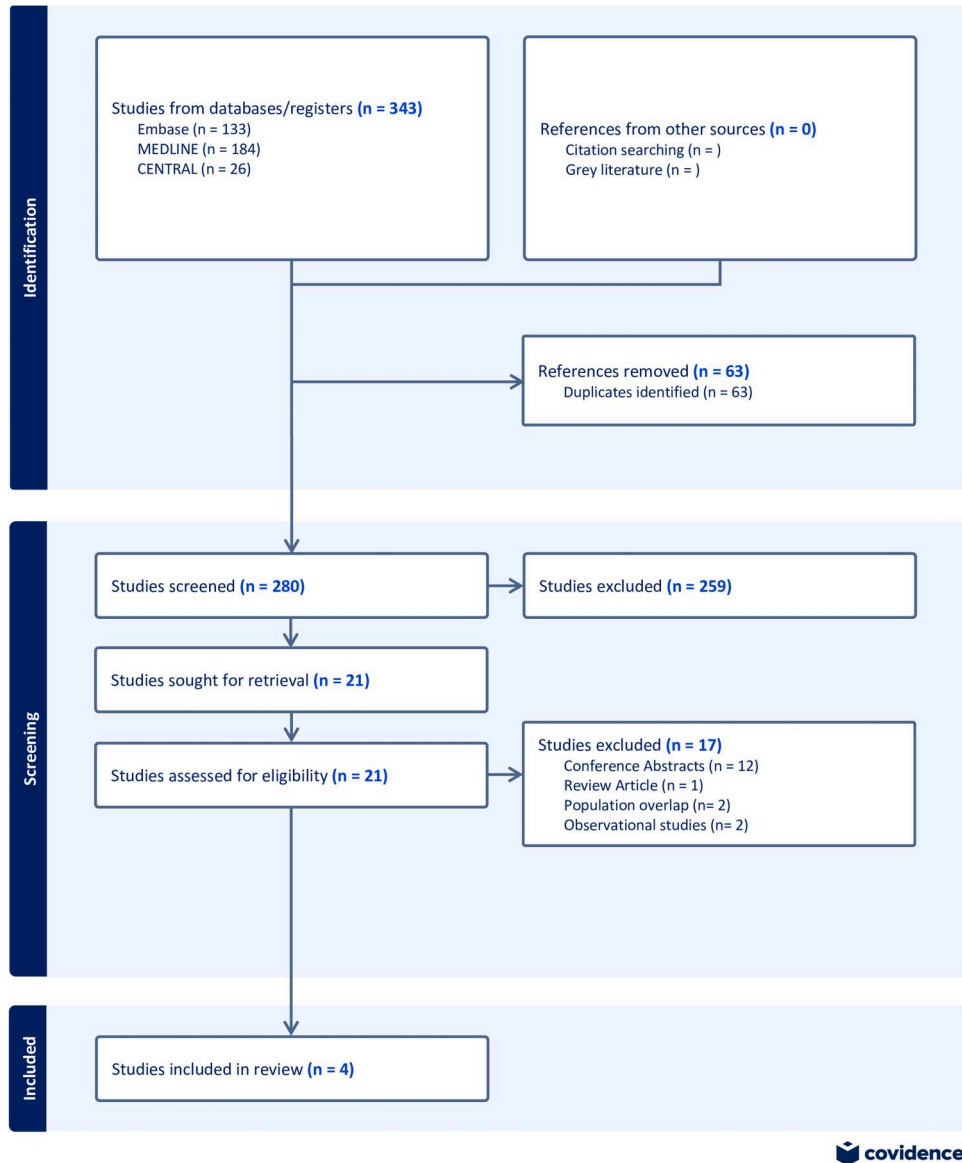 Identification
Studies from databases/registers (n = 343)
Embase (n = 133)
MEDLINE (n = 184)
CENTRAL (n = 26)
References from other sources (n = 0)
Citation searching (n = )
Grey literature (n = )
References removed (n = 63)
Duplicates identified (n = 63)
Screening
Studies screened (n = 280)
Studies excluded (n = 259)
Studies sought for retrieval (n = 21)
Studies assessed for eligibility (n = 21)
Studies excluded (n = 17)
Conference Abstracts (n = 12)
Review Article (n = 1)
Population overlap (n= 2)
Observational studies (n= 2)
Included
Studies included in review (n = 4)
covidence